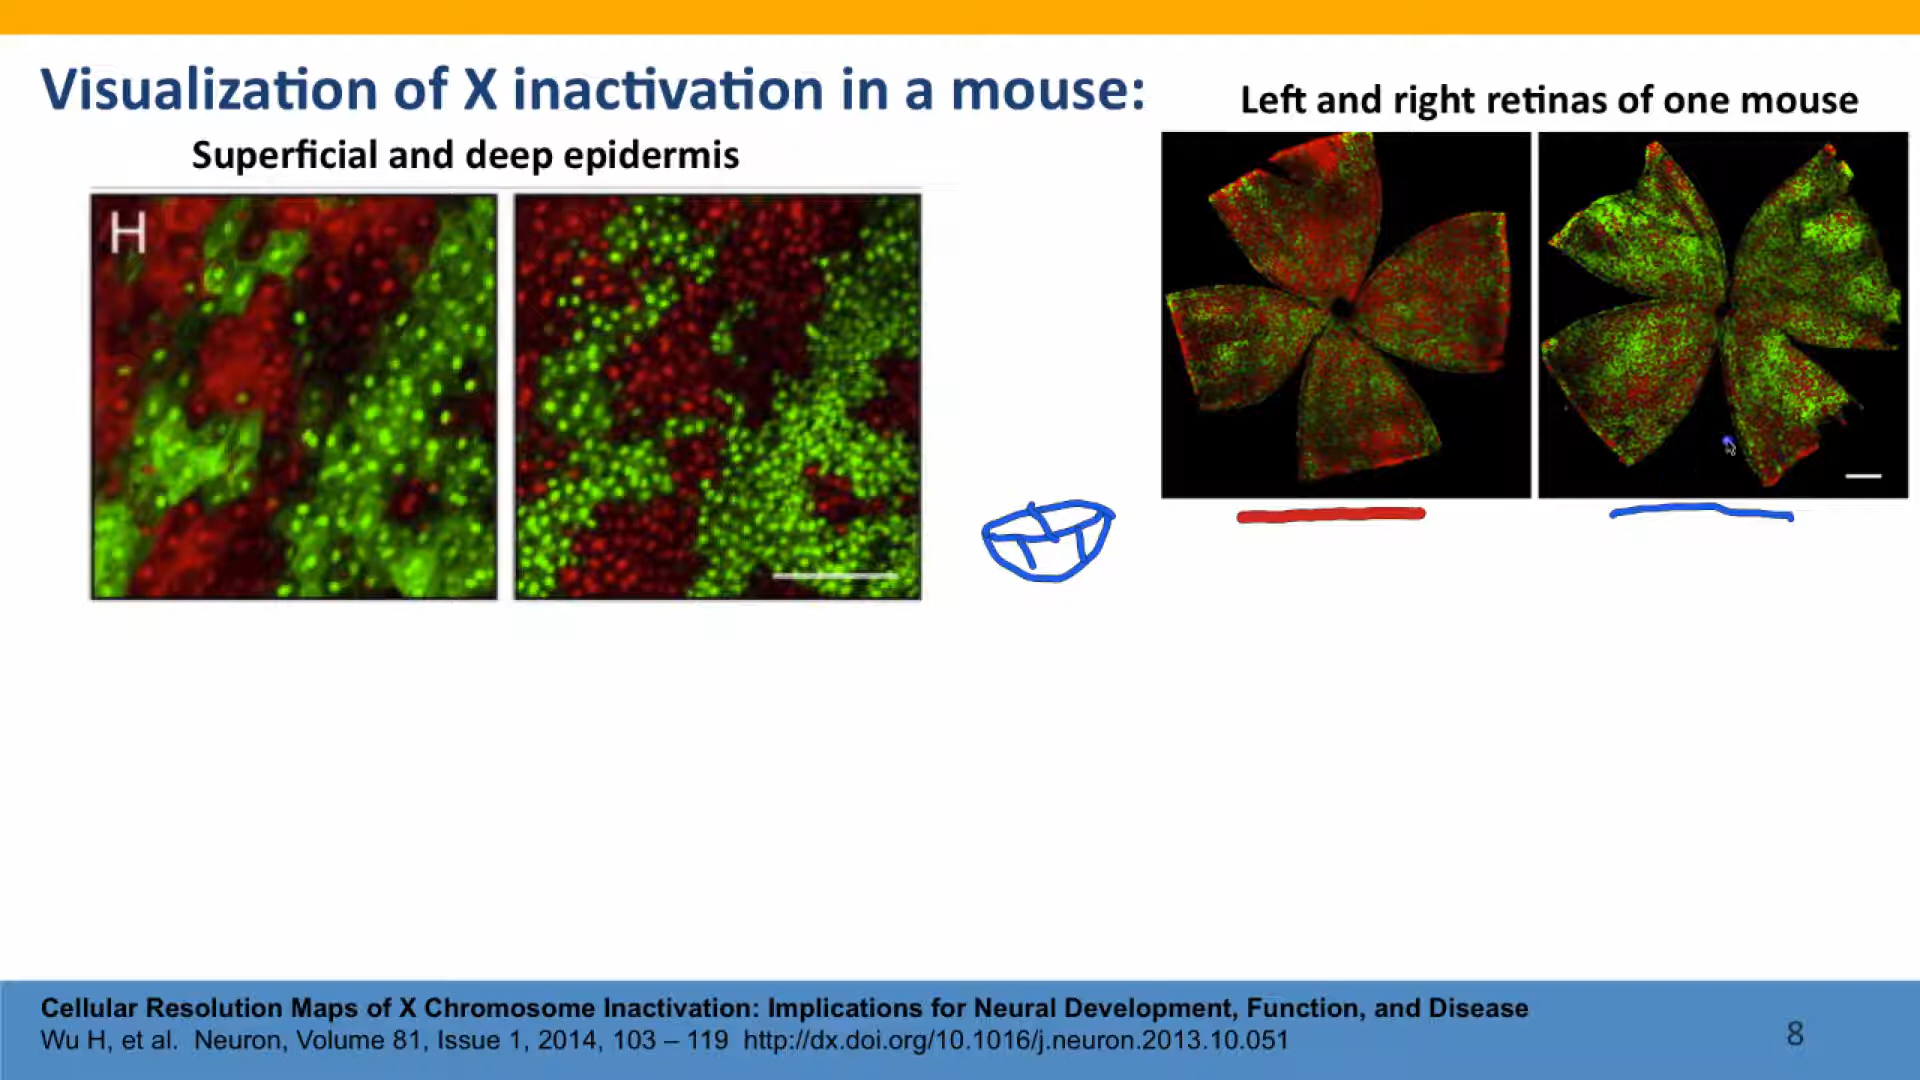 Visualization of X inactivation in a mouse:
Left and right retinas of one mouse
Superficial and deep epidermis
H
Cellular Resolution Maps of X Chromosome Inactivation: Implications for Neural Development, Function, and Disease
Wu H, et al. Neuron, Volume 81, Issue 1, 2014, 103 – 119 http://dx.doi.org/10.1016/j.neuron.2013.10.051
8